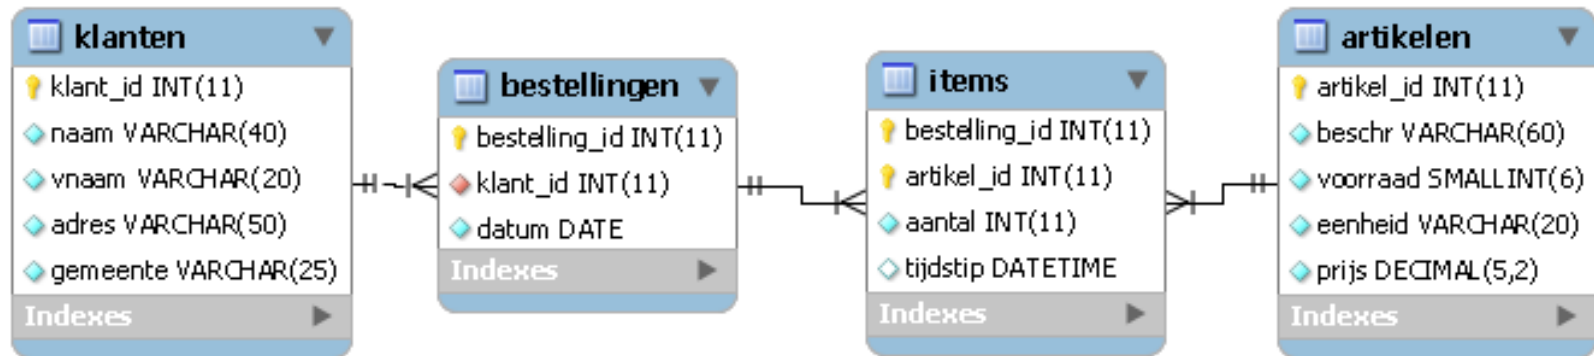 klanten
klant_id INT(11)
naam VARCHAR(40)
vnaam VARCHAR(20)
adres VARCHAR(50)
gemeente VARCHAR(25)
Indexes
bestellingen
bestelling_id INT(11)
klant_id INT(11)
datum DATE
Indexes
items
bestelling_id INT(11)
artikel_id INT(11)
aantal INT(11)
tijdstip DATETIME
Indexes
artikelen
artikel_id INT(11)
beschr VARCHAR(60)
voorraad SMALLINT(6)
eenheid VARCHAR(20)
prijs DECIMAL(5,2)
Indexes